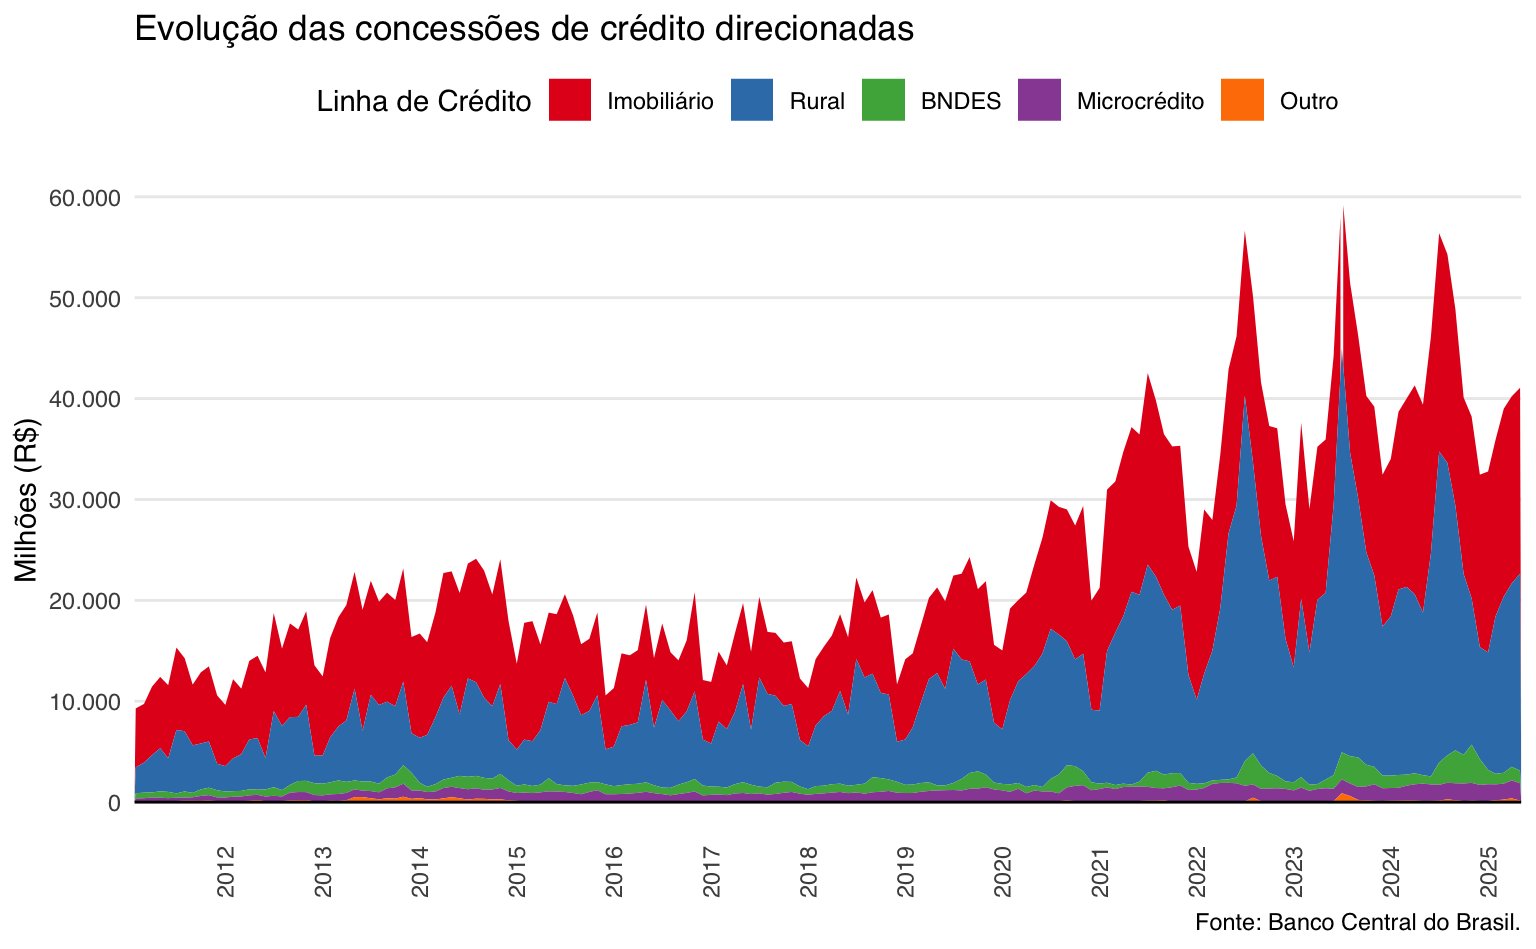 Evolução das concessões de crédito direcionadas
Linha de Crédito Imobiliário Rural BNDES Microcrédito Outro
60.000
50.000
40.000
30.000
20.000
10.000
0
Milhões (R$)
2012 2013 2014 2015 2016 2017 2018 2019 2020 2021 2022 2023 2024 2025
Fonte: Banco Central do Brasil.